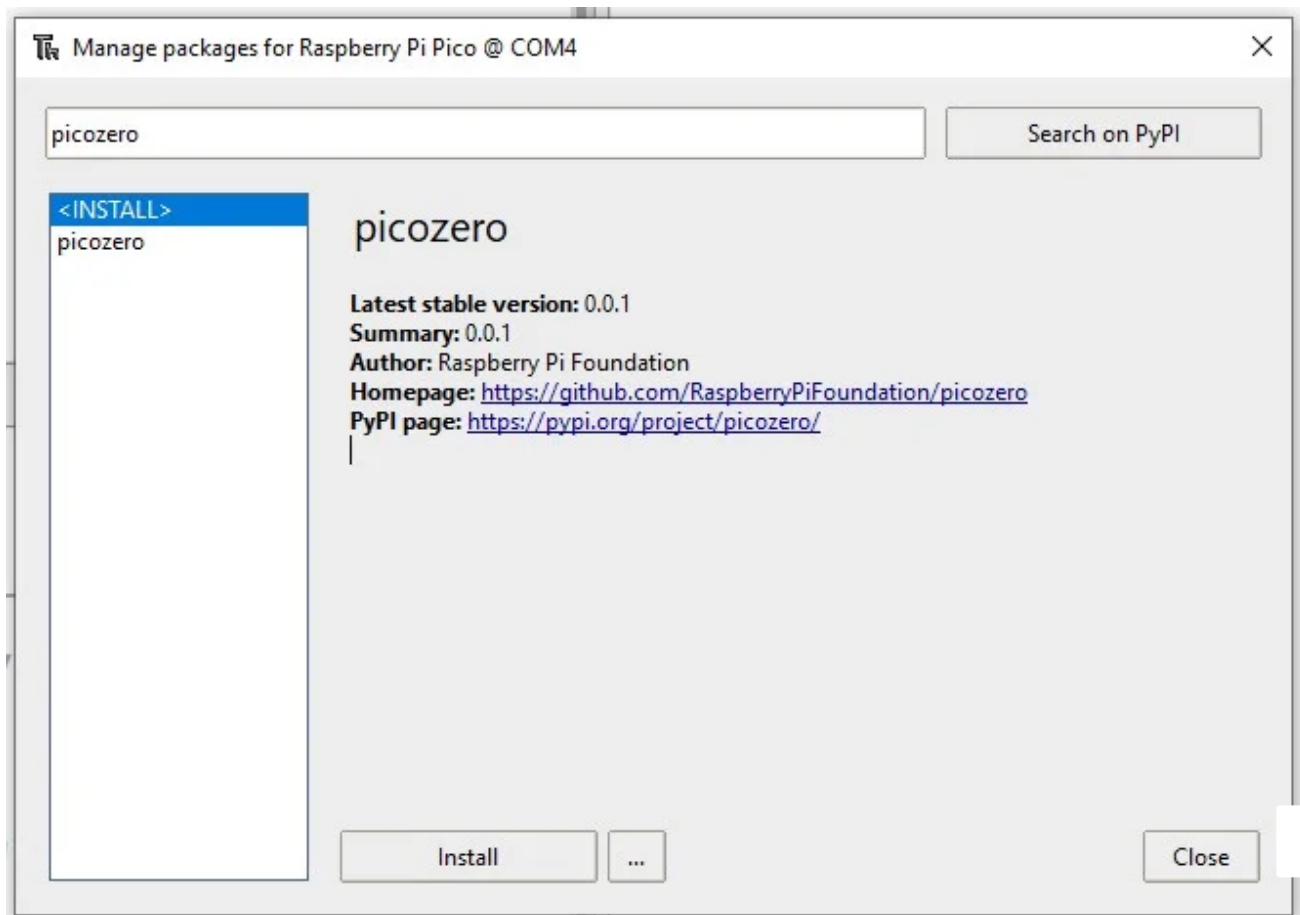 Manage packages for Raspberry Pi Pico @ COM4
picozero
Search on PyPI
<INSTALL>
picozero
picozero
Latest stable version: 0.0.1
Summary: 0.0.1
Author: Raspberry Pi Foundation
Homepage: https://github.com/RaspberryPiFoundation/picozero
PyPI page: https://pypi.org/project/picozero/
Install
...
Close